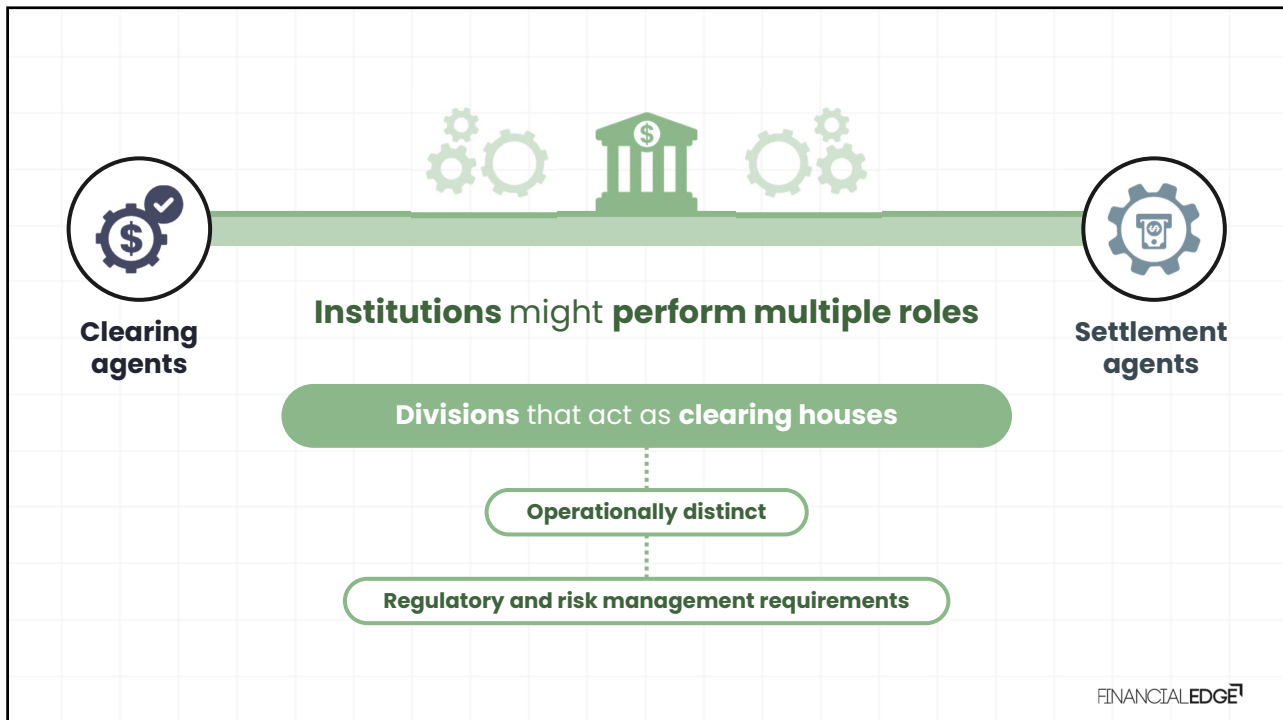 $
$
$
Clearing
agents
Institutions might perform multiple roles
Settlement
agents
Divisions that act as clearing houses
Operationally distinct
Regulatory and risk management requirements
FINANCIALEDGE